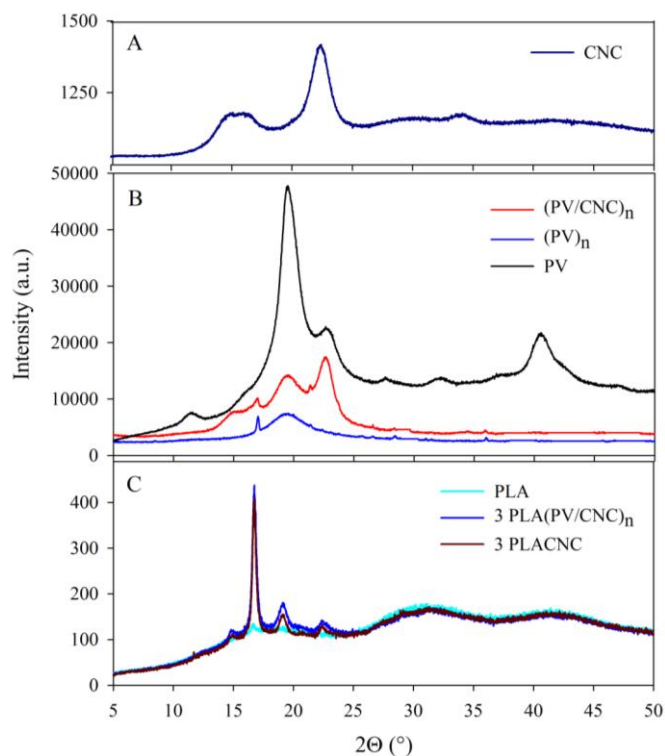 A
CNC
1500
1250
B
(PV/CNC)n
(PV)n
PV
50000
40000
30000
20000
10000
0
Intensity (a.u.)
C
PLA
3 PLA(PV/CNC)n
3 PLACNC
400
300
200
100
0
5 10 15 20 25 30 35 40 45 50
2Θ (°)